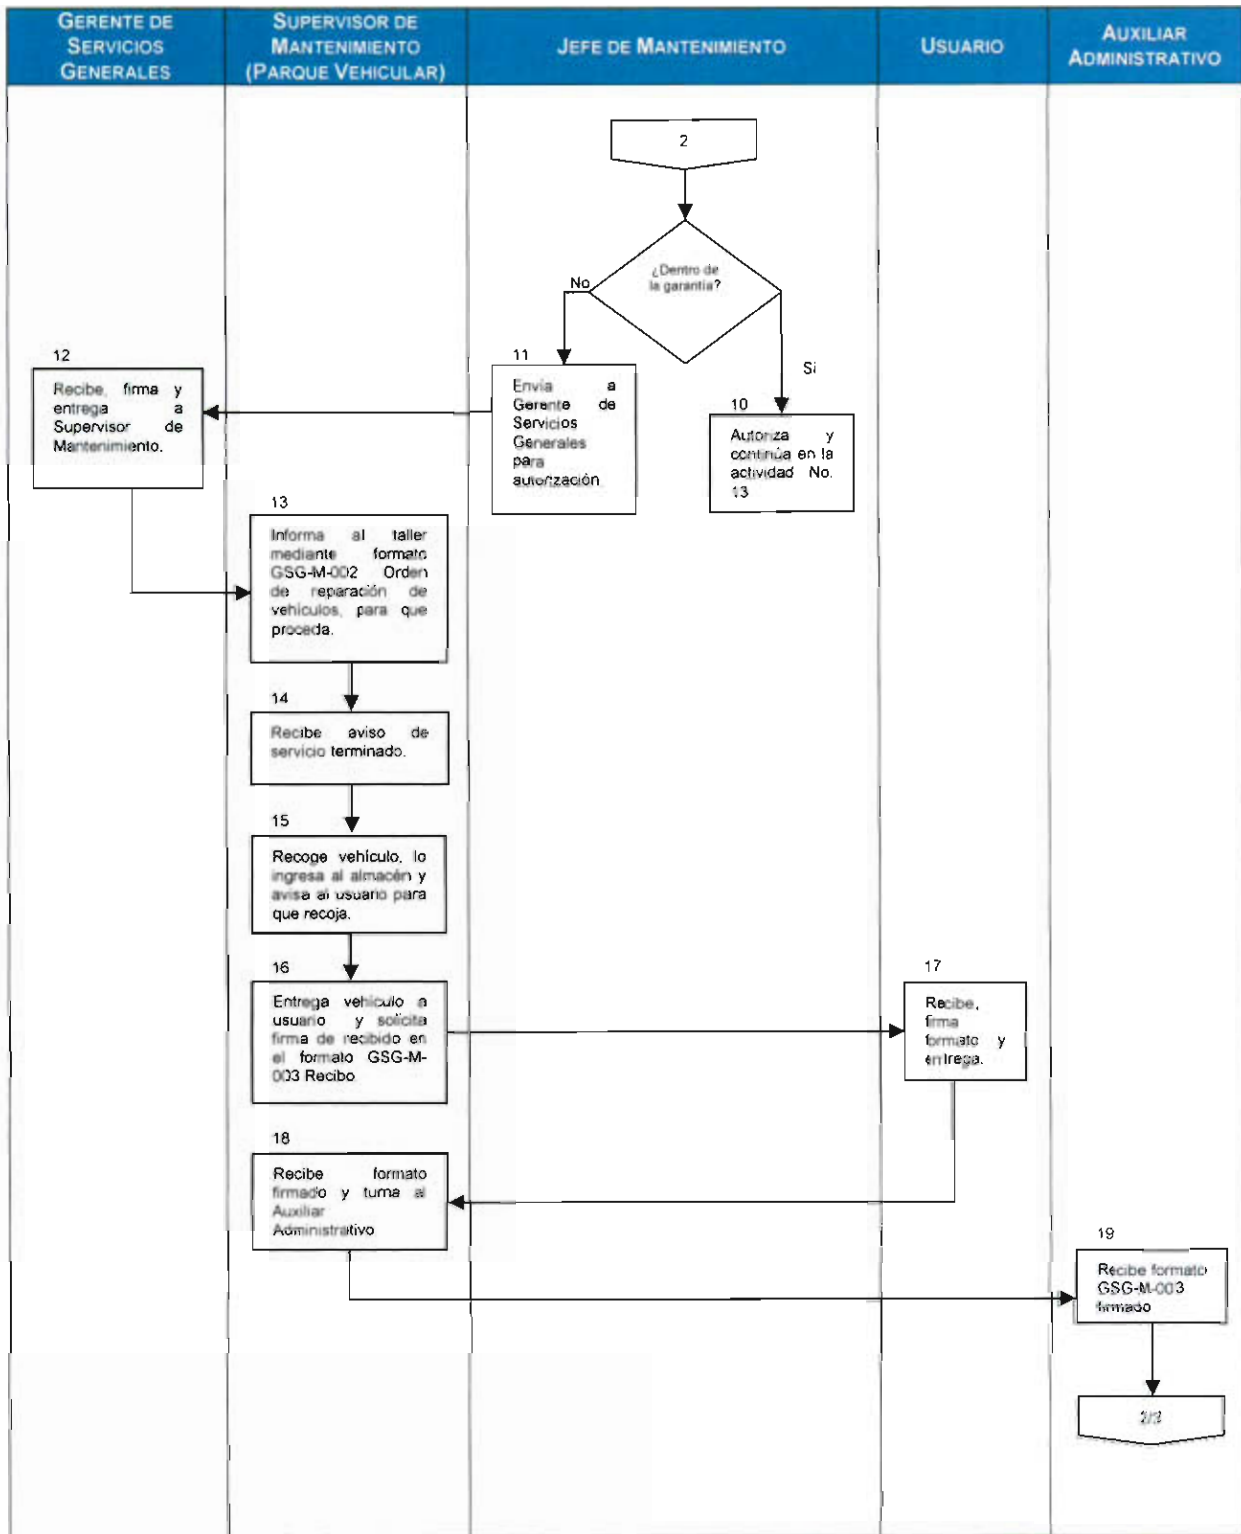 GERENTE DE
SERVICIOS
GENERALES
SUPERVISOR DE
MANTENIMIENTO
(PARQUE VEHICULAR)
JEFE DE MANTENIMIENTO
USUARIO
AUXILIAR
ADMINISTRATIVO
2
¿Dentro de
la garantía?
No
Si
12
Recibe, firma y
entrega a
Supervisor de
Mantenimiento.
11
Envía a
Gerente de
Servicios
Generales
para
autorización
10
Autoriza y
continúa en la
actividad No.
13
13
Informa al taller
mediante formato
GSG-M-002 Orden
de reparación de
vehículos, para que
proceda.
14
Recibe aviso de
servicio terminado.
15
Recoge vehículo, lo
ingresa al almacén y
avisa al usuario para
que recoja.
16
Entrega vehículo a
usuario y solicita
firma de recibido en
el formato GSG-M-
003 Recibo
17
Recibe,
firma
formato y
entrega.
18
Recibe formato
firmado y turna al
Auxiliar
Administrativo
19
Recibe formato
GSG-M-003
firmado